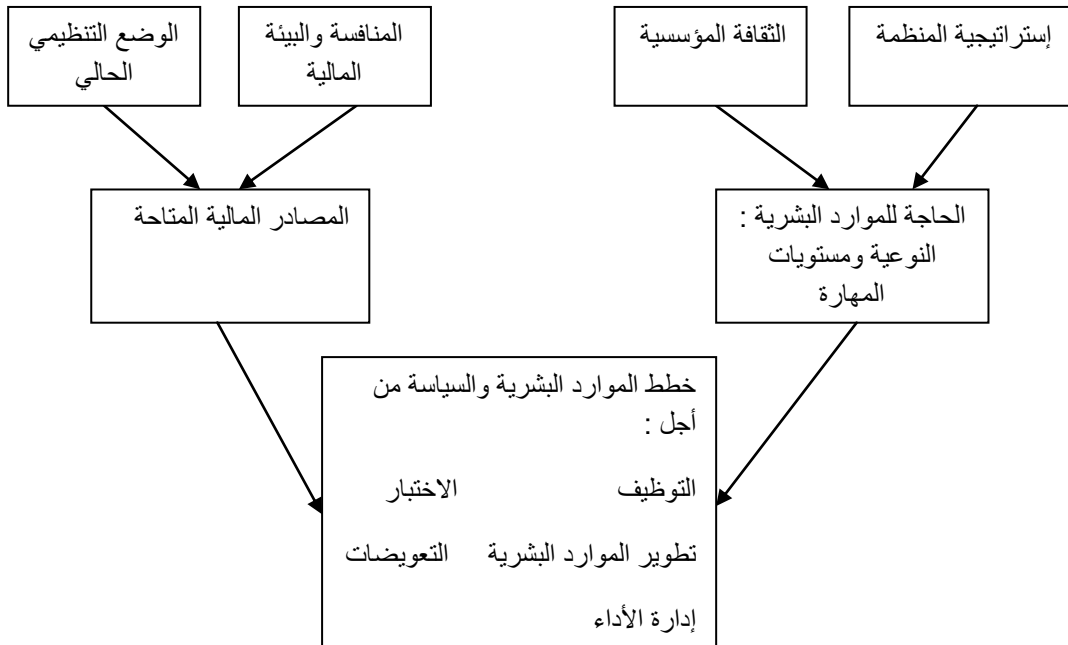 إستراتيجية المنظمة
الثقافة المؤسسية
المنافسة والبيئة
المالية
الوضع التنظيمي
الحالي
الحاجة للموارد البشرية :
النوعية ومستويات
المهارة
المصادر المالية المتاحة
خطط الموارد البشرية والسياسة من
أجل :
التوظيف الاختبار
تطوير الموارد البشرية التعويضات
إدارة الأداء